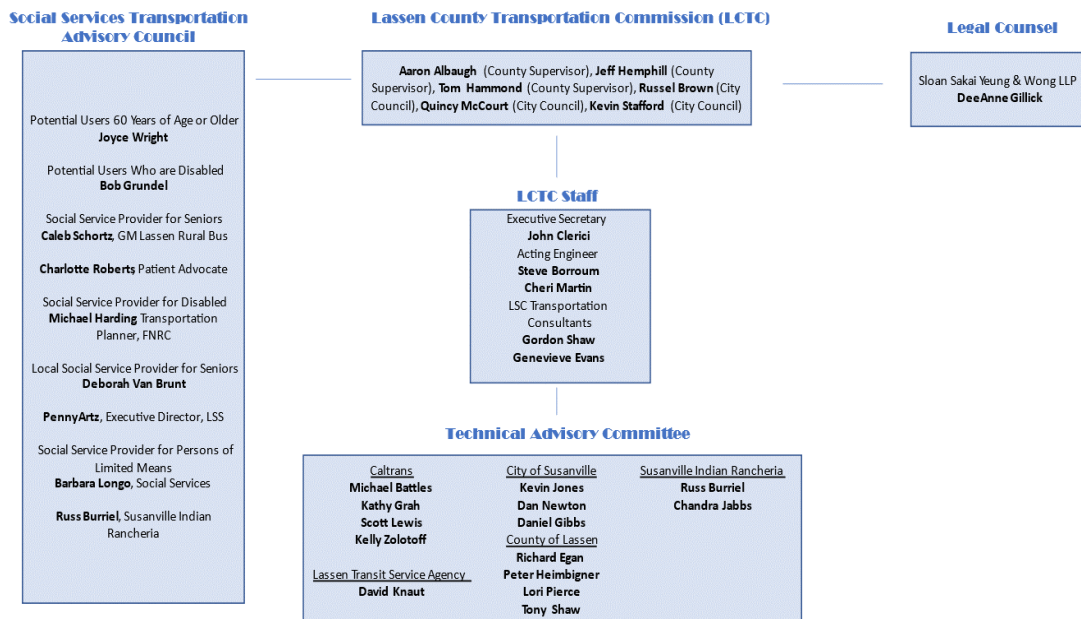 Social Services Transportation
Advisory Council
Potential Users 60 Years of Age or Older
Joyce Wright
Potential Users Who are Disabled
Bob Grundel
Social Service Provider for Seniors
Caleb Schortz, GM Lassen Rural Bus
Charlotte Roberts, Patient Advocate
Social Service Provider for Disabled
Michael Harding, Transportation
Planner, FNRC
Local Social Service Provider for Seniors
Deborah Van Brunt
PennyArtz, Executive Director, LSS
Social Service Provider for Persons of
Limited Means
Barbara Longo, Social Services
Russ Burriel, Susanville Indian
Rancheria
Lassen County Transportation Commission (LCTC)
Aaron Albaugh (County Supervisor), Jeff Hemphill (County
Supervisor), Tom Hammond (County Supervisor), Russel Brown (City
Council), Quincy McCourt (City Council), Kevin Stafford (City Council)
Legal Counsel
Sloan Sakai Yeung & Wong LLP
DeeAnne Gillick
LCTC Staff
Executive Secretary
John Clerici
Acting Engineer
Steve Borroum
Cheri Martin
LSC Transportation
Consultants
Gordon Shaw
Genevieve Evans
Technical Advisory Committee
Caltrans
Michael Battles
Kathy Grah
Scott Lewis
Kelly Zolotoff
Lassen Transit Service Agency
David Knaut
City of Susanville
Kevin Jones
Dan Newton
Daniel Gibbs
County of Lassen
Richard Egan
Peter Heimbigner
Lori Pierce
Tony Shaw
Susanville Indian Rancheria
Russ Burriel
Chandra Jabbs